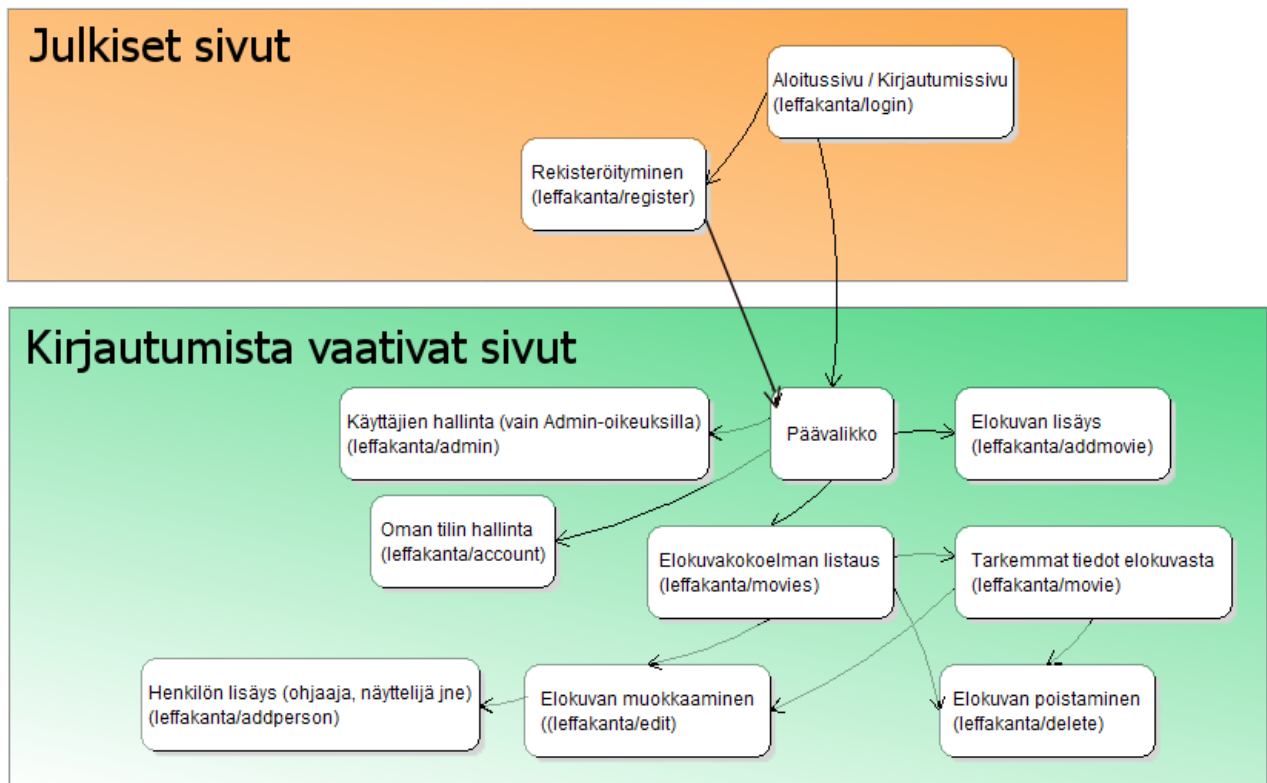 Julkiset sivut
Aloitussivu / Kirjautumissivu
(leffakanta/login)
Rekisteröityminen
(leffakanta/register)
Kirjautumista vaativat sivut
Käyttäjien hallinta (vain Admin-oikeuksilla)
(leffakanta/admin)
Päävalikko
Elokuvan lisäys
(leffakanta/addmovie)
Oman tilin hallinta
(leffakanta/account)
Elokuvakokoelman listaus
(leffakanta/movies)
Tarkemmat tiedot elokuvasta
(leffakanta/movie)
Henkilön lisäys (ohjaaja, näyttelijä jne)
(leffakanta/addperson)
Elokuvan muokkaaminen
((leffakanta/edit)
Elokuvan poistaminen
(leffakanta/delete)